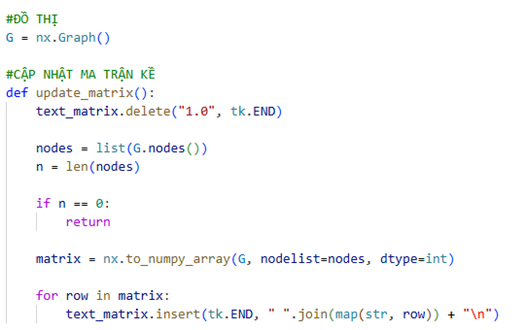 #ĐỒ THỊ
G = nx.Graph()
#CẬP NHẬT MA TRẬN KỀ
def update_matrix():
    text_matrix.delete("1.0", tk.END)
    nodes = list(G.nodes())
    n = len(nodes)
    if n == 0:
        return
    matrix = nx.to_numpy_array(G, nodelist=nodes, dtype=int)
    for row in matrix:
        text_matrix.insert(tk.END, " ".join(map(str, row)) + "\n")